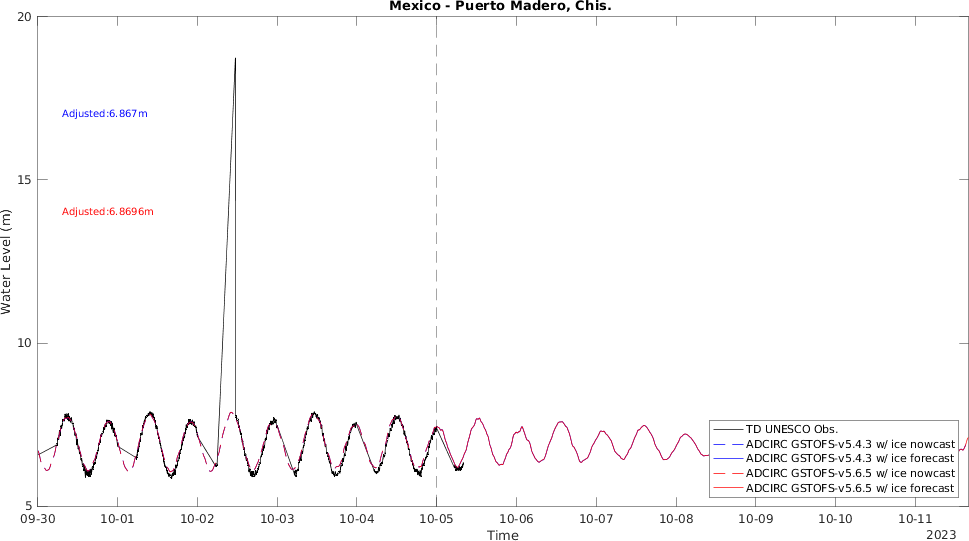 Mexico - Puerto Madero, Chis.
20
Adjusted:6.867m
15
Adjusted:6.8696m
Water Level (m)
10
TD UNESCO Obs.
ADCIRC GSTOFS-v5.4.3 w/ ice nowcast
ADCIRC GSTOFS-v5.4.3 w/ ice forecast
ADCIRC GSTOFS-v5.6.5 w/ ice nowcast
ADCIRC GSTOFS-v5.6.5 w/ ice forecast
5
09-30 10-01 10-02 10-03 10-04 10-05 10-06 10-07 10-08 10-09 10-10 10-11
Time
2023